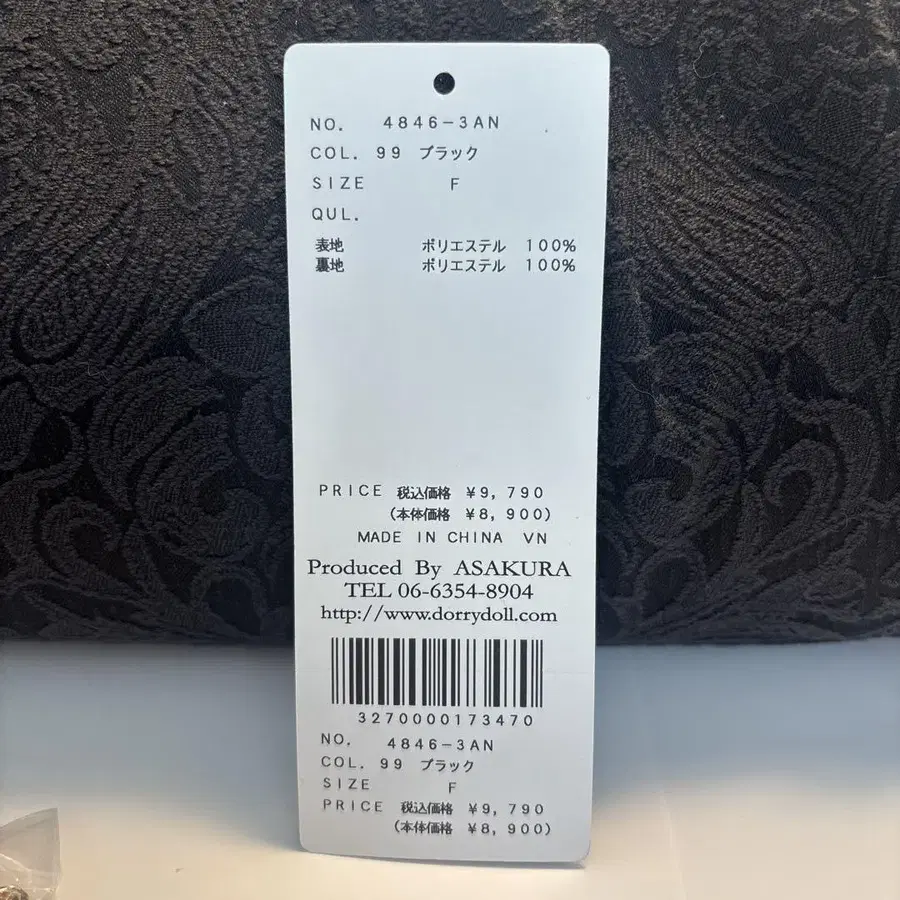 NO. 4846-3AN
COL. 99 ブラック
SIZE F
QUL.
表地 ポリエステル 100%
裏地 ポリエステル 100%
PRICE 税込価格 ¥9,790
(本体価格 ¥8,900)
MADE IN CHINA VN
Produced By ASAKURA
TEL 06-6354-8904
http://www.dorrydoll.com
3270000173470
NO. 4846-3AN
COL. 99 ブラック
SIZE F
PRICE 税込価格 ¥9,790
(本体価格 ¥8,900)